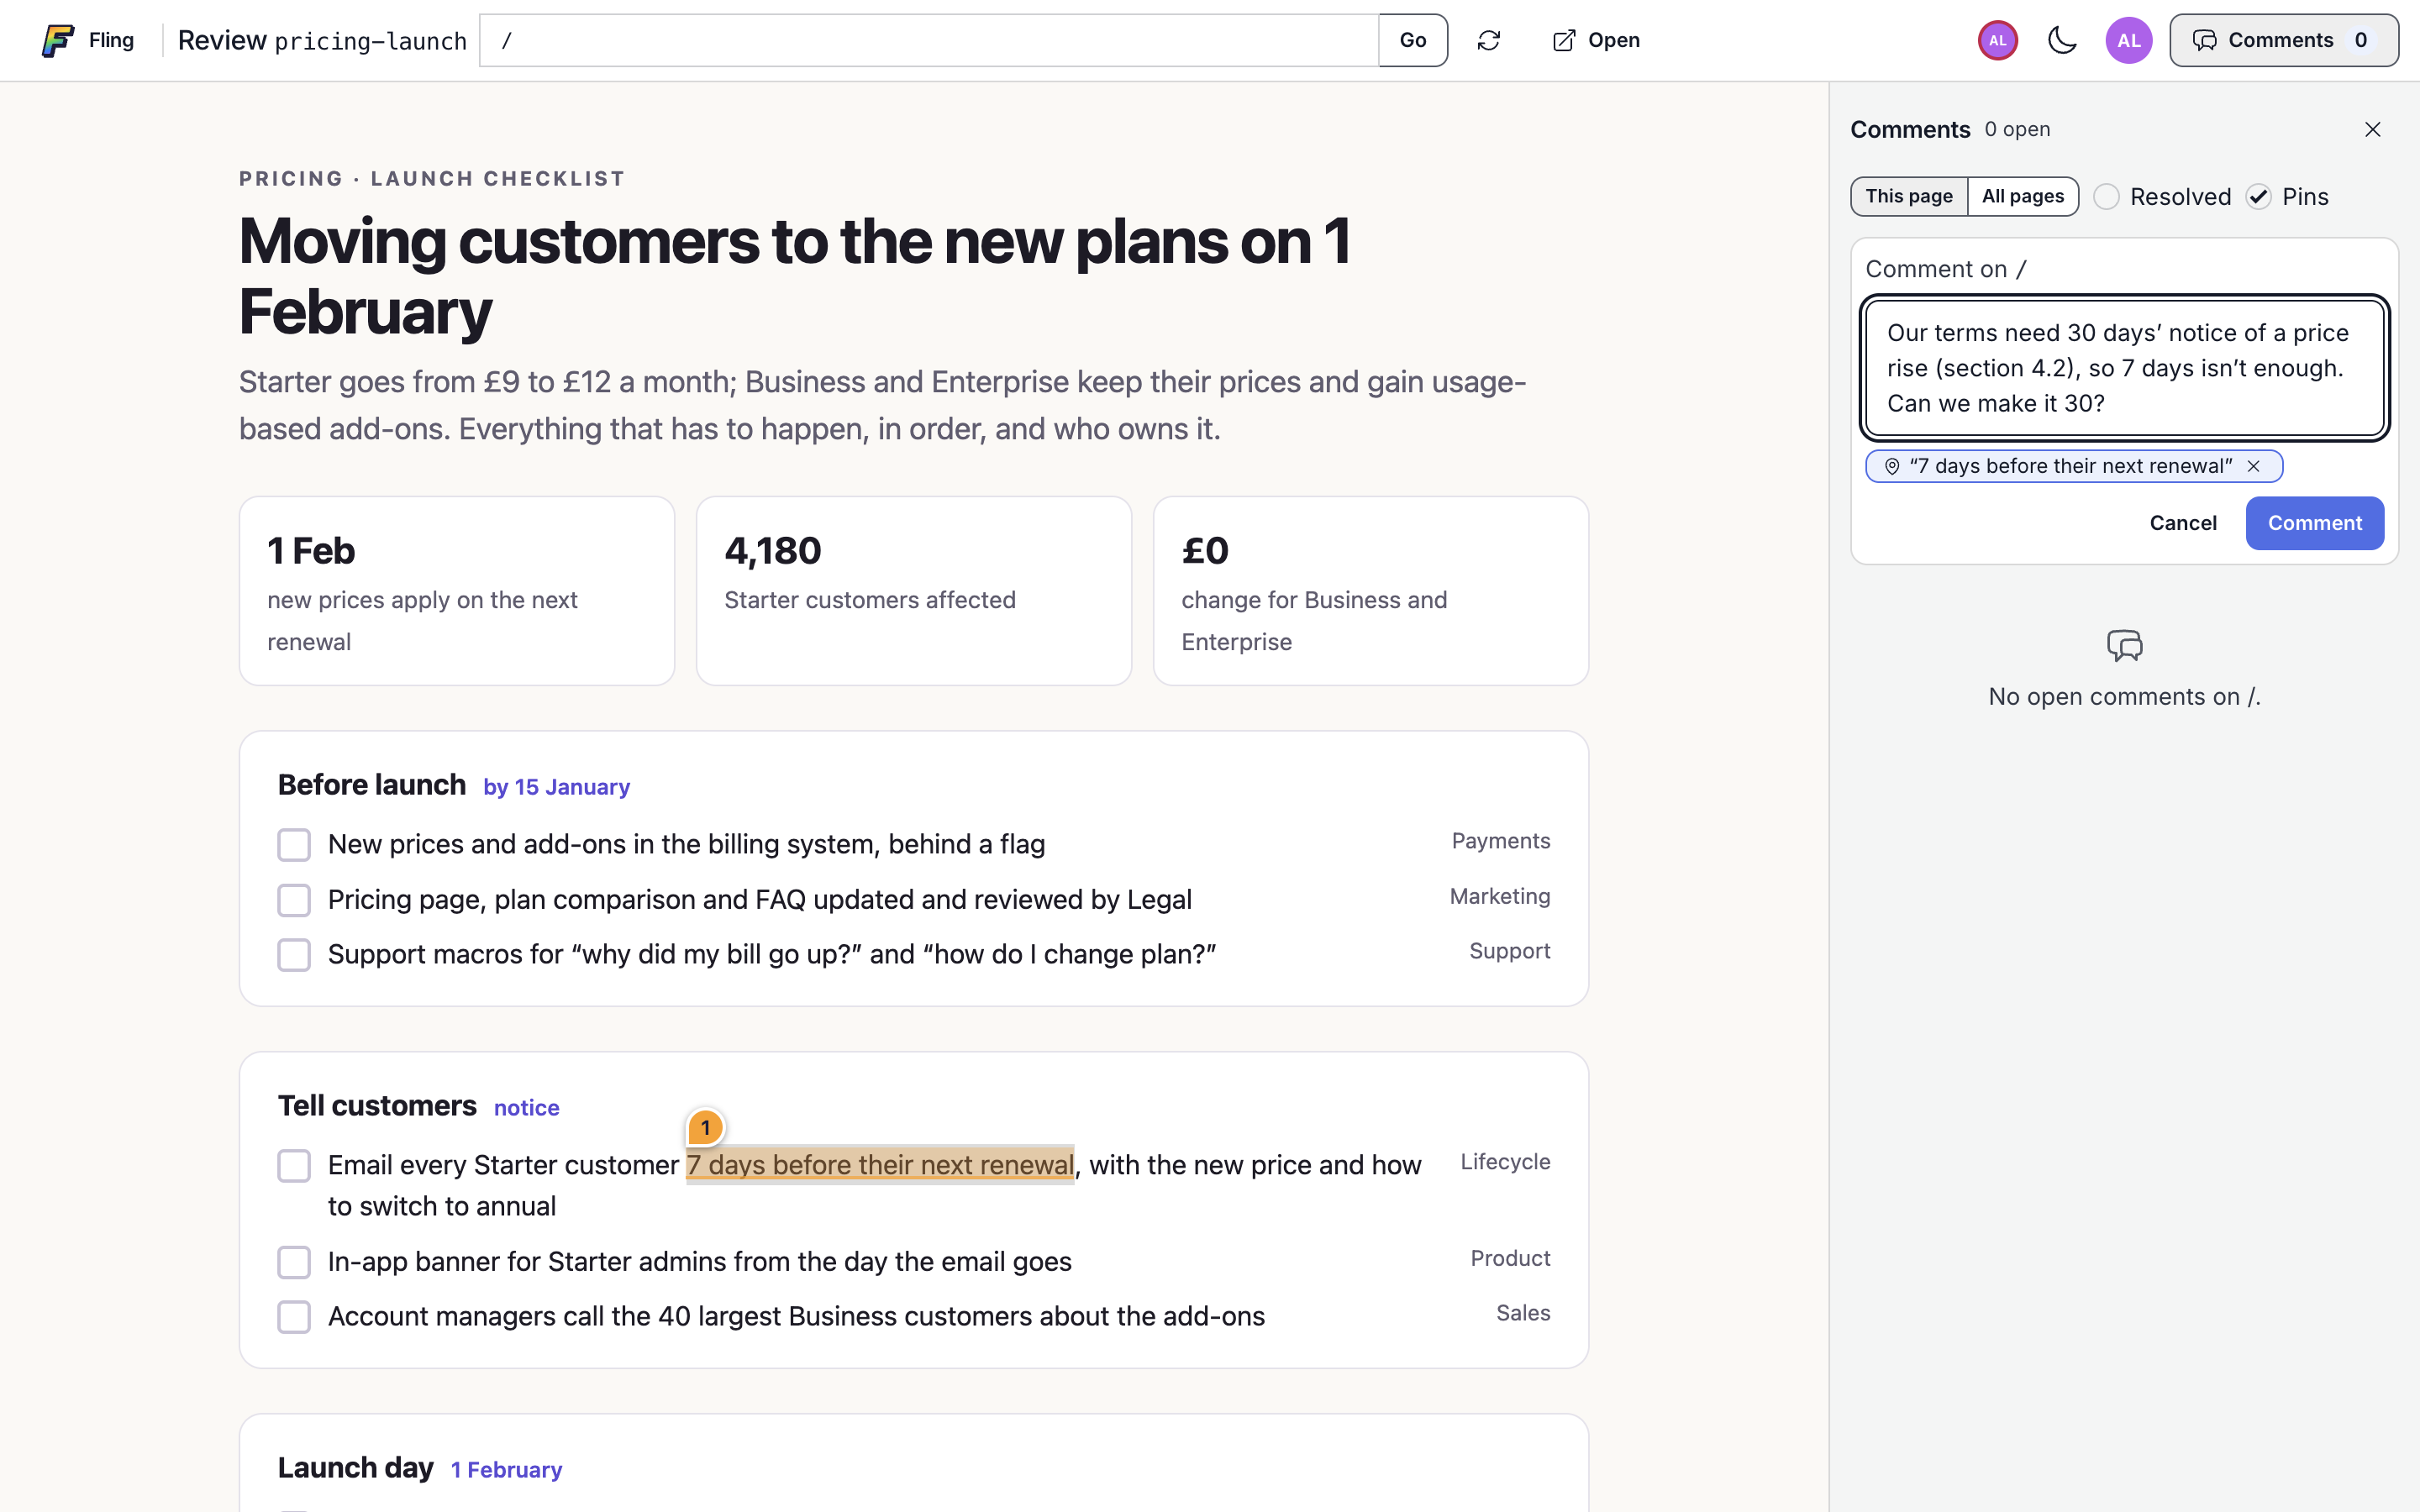 Fling
Review pricing-launch
/
Go
Open
AL
AL
Comments 0
PRICING · LAUNCH CHECKLIST
Moving customers to the new plans on 1
February
Starter goes from £9 to £12 a month; Business and Enterprise keep their prices and gain usage-
based add-ons. Everything that has to happen, in order, and who owns it.
1 Feb
new prices apply on the next
renewal
4,180
Starter customers affected
£0
change for Business and
Enterprise
Before launch by 15 January
New prices and add-ons in the billing system, behind a flag Payments
Pricing page, plan comparison and FAQ updated and reviewed by Legal Marketing
Support macros for “why did my bill go up?” and “how do I change plan?” Support
Tell customers notice
1
Email every Starter customer 7 days before their next renewal, with the new price and how Lifecycle
to switch to annual
In-app banner for Starter admins from the day the email goes Product
Account managers call the 40 largest Business customers about the add-ons Sales
Launch day 1 February
Comments 0 open
This page All pages Resolved Pins
Comment on /
Our terms need 30 days’ notice of a price
rise (section 4.2), so 7 days isn’t enough.
Can we make it 30?
“7 days before their next renewal”
Cancel Comment
No open comments on /.